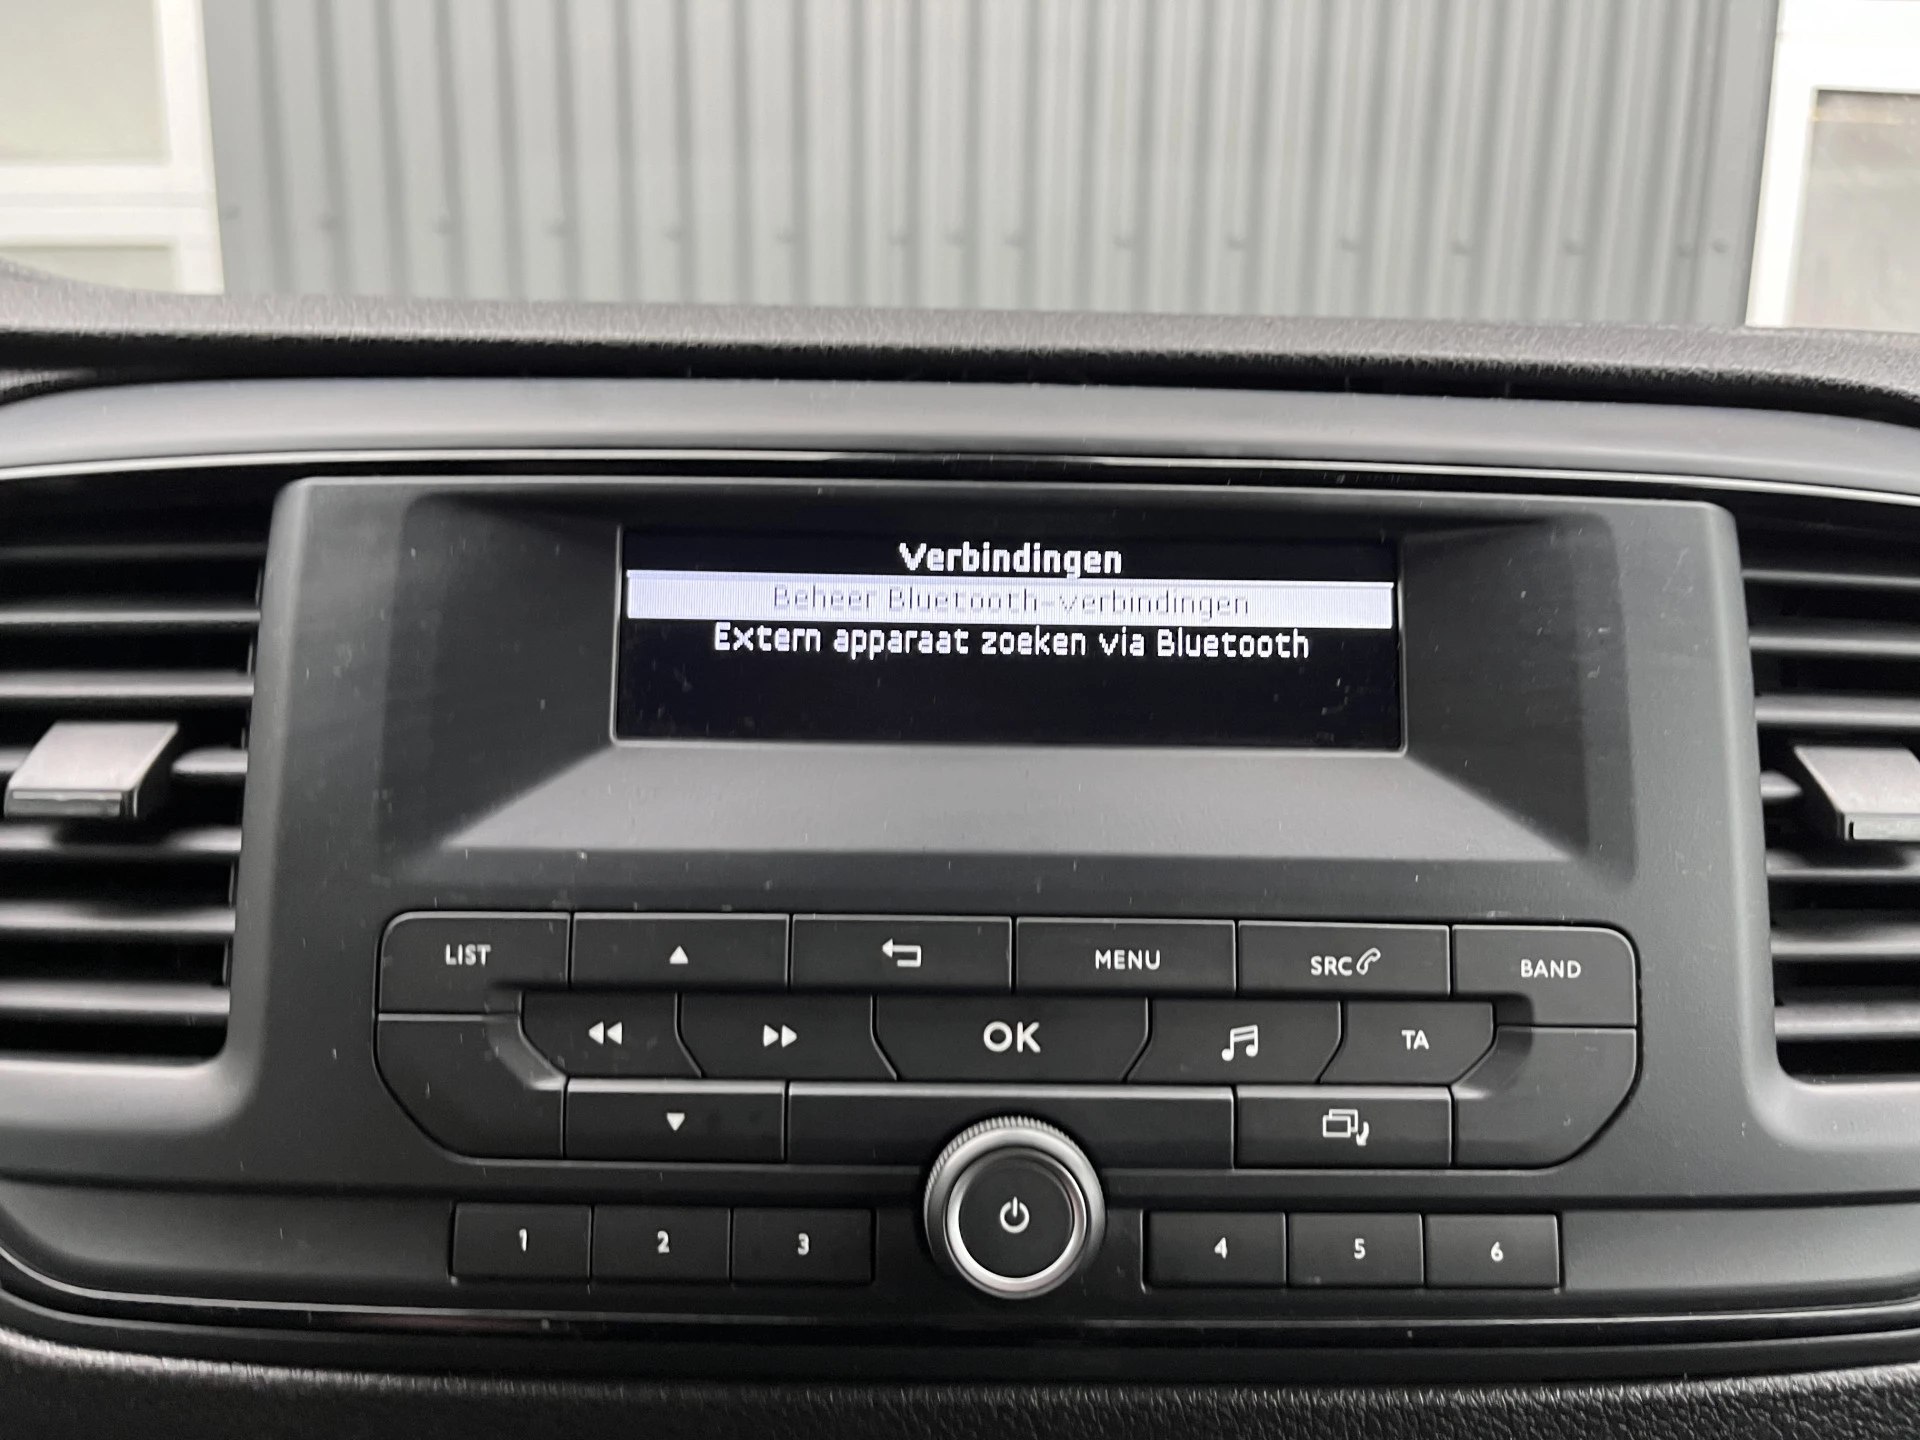 Verbindingen
Beheer Bluetooth-verbindingen
Extern apparaat zoeken via Bluetooth
LIST
MENU
SRC
BAND
OK
TA
1 2 3 4 5 6